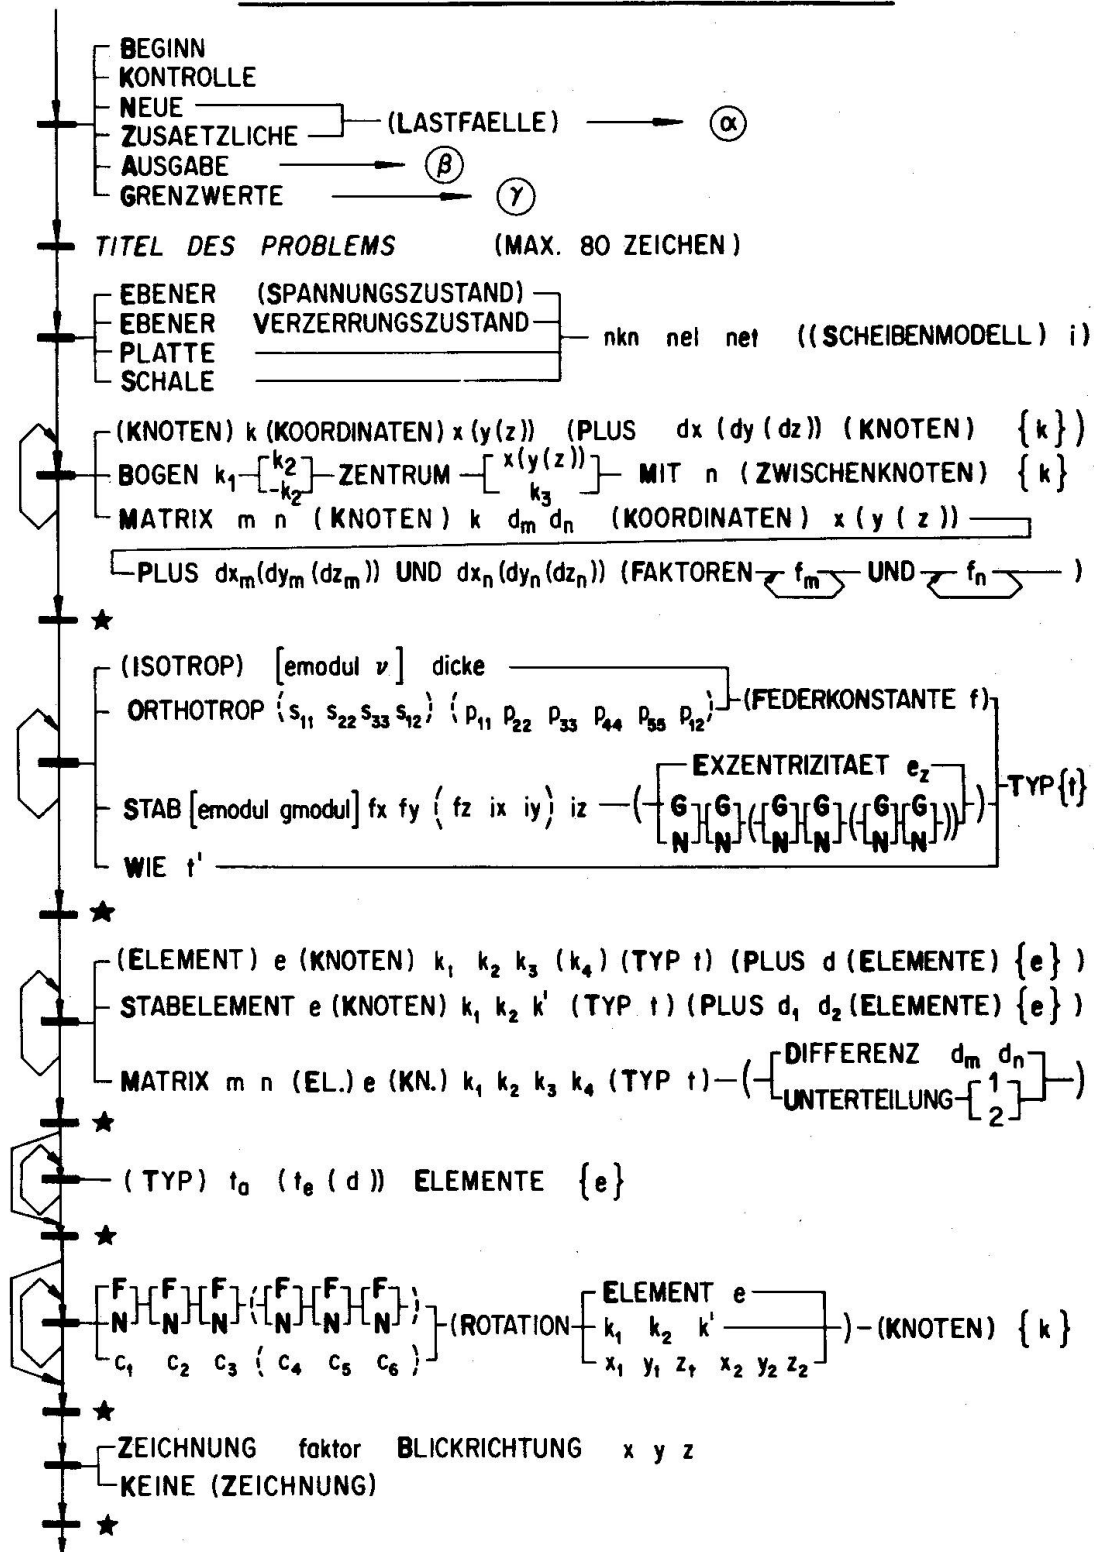 BEGINN
KONTROLLE
NEUE
(LASTFAELLE) α
ZUSAETZLICHE
AUSGABE β
GRENZWERTE γ
TITEL DES PROBLEMS (MAX. 80 ZEICHEN)
EBENER (SPANNUNGSZUSTAND)
EBENER VERZERRUNGSZUSTAND
nkn nel net ((SCHEIBENMODELL) i)
PLATTE
SCHALE
(KNOTEN) k (KOORDINATEN) x (y(z)) (PLUS dx (dy (dz)) (KNOTEN) {k})
BOGEN k₁ [k₂ -k₂] ZENTRUM [x(y(z)) k₃] MIT n (ZWISCHENKNOTEN) {k}
MATRIX m n (KNOTEN) k dₘ dₙ (KOORDINATEN) x (y (z))
PLUS dxₘ(dyₘ(dzₘ)) UND dxₙ(dyₙ(dzₙ)) (FAKTOREN fₘ UND fₙ )
★
(ISOTROP) [emodul ν] dicke
ORTHOTROP (s₁₁ s₂₂ s₃₃ s₁₂) (p₁₁ p₂₂ p₃₃ p₄₄ p₅₅ p₁₂) (FEDERKONSTANTE f)
EXZENTRIZITAET e_z
TYP{t}
STAB [emodul gmodul] fx fy (fz ix iy) iz ( [G N] [G N] ([G N] [G N] ([G N] [G N])) )
WIE t'
★
(ELEMENT) e (KNOTEN) k₁ k₂ k₃ (k₄) (TYP t) (PLUS d (ELEMENTE) {e} )
STABELEMENT e (KNOTEN) k₁ k₂ k' (TYP t) (PLUS d₁ d₂ (ELEMENTE) {e} )
DIFFERENZ dₘ dₙ
MATRIX m n (EL.) e (KN.) k₁ k₂ k₃ k₄ (TYP t) ( )
UNTERTEILUNG [1 2]
★
(TYP) tₐ (tₑ (d)) ELEMENTE {e}
★
F F F ( F F F ) ELEMENT e
N N N N N N (ROTATION k₁ k₂ k' ) (KNOTEN) {k}
c₁ c₂ c₃ (c₄ c₅ c₆) x₁ y₁ z₁ x₂ y₂ z₂
★
ZEICHNUNG faktor BLICKRICHTUNG x y z
KEINE (ZEICHNUNG)
★